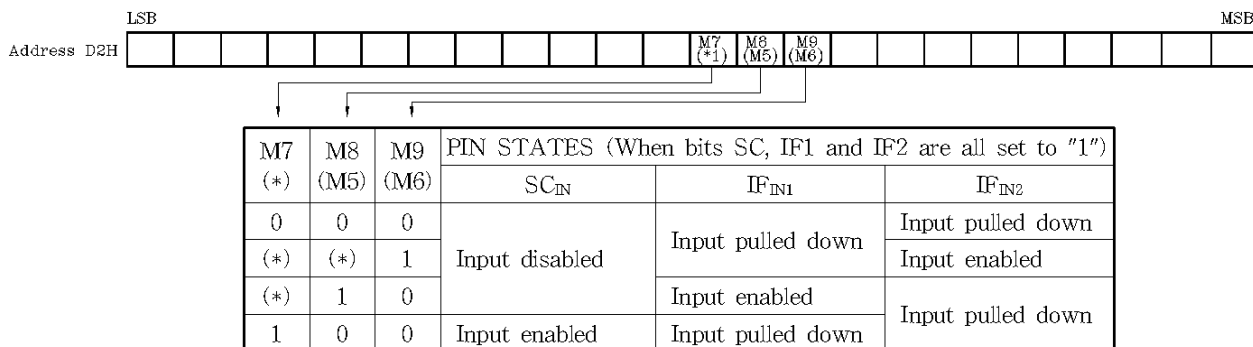 LSB MSB
Address D2H M7 (*1) M8 (M5) M9 (M6)
M7 (*) M8 (M5) M9 (M6) PIN STATES (When bits SC, IF1 and IF2 are all set to "1")
SCIN IFIN1 IFIN2
0 0 0 Input disabled Input pulled down Input pulled down
(*) (*) 1 Input enabled
(*) 1 0 Input enabled Input pulled down
1 0 0 Input enabled Input pulled down